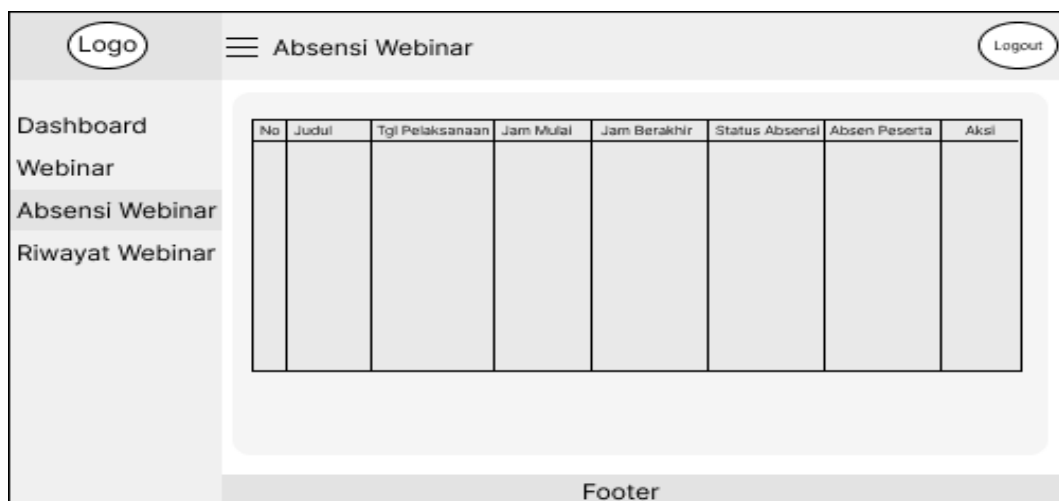 Logo
Absensi Webinar
Logout
Dashboard
Webinar
Absensi Webinar
Riwayat Webinar
No Judul Tgl Pelaksanaan Jam Mulai Jam Berakhir Status Absensi Absen Peserta Aksi
Footer